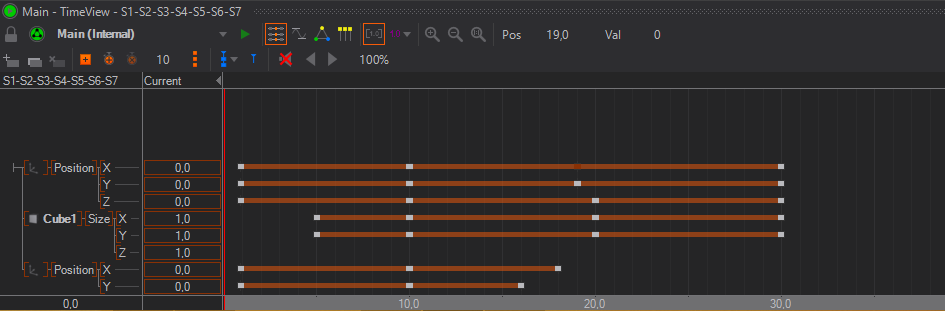 Main - TimeView - S1-S2-S3-S4-S5-S6-S7
Main (Internal) 1,0 Pos 19,0 Val 0
10 100%
S1-S2-S3-S4-S5-S6-S7 Current
Position X 0,0
Y 0,0
Z 0,0
Cube1 Size X 1,0
Y 1,0
Z 1,0
Position X 0,0
Y 0,0
0,0 10,0 20,0 30,0